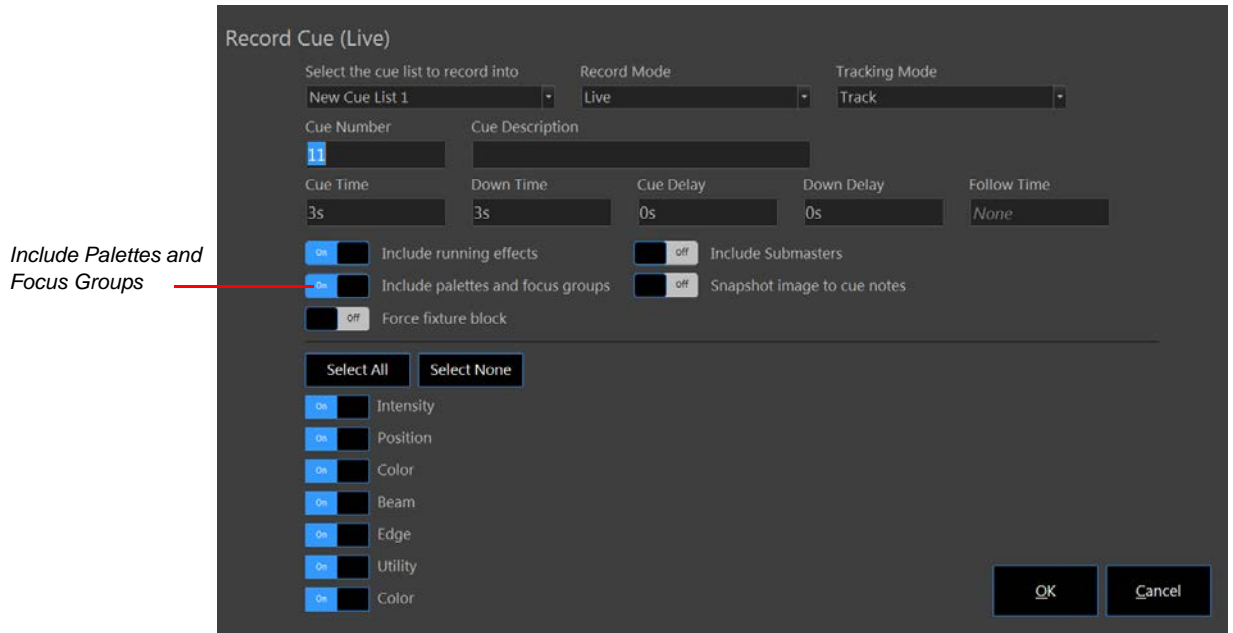 Record Cue (Live)
Select the cue list to record into Record Mode Tracking Mode
New Cue List 1 Live Track
Cue Number Cue Description
11
Cue Time Down Time Cue Delay Down Delay Follow Time
3s 3s 0s 0s None
Include Palettes and
Focus Groups
On Include running effects Off Include Submasters
On Include palettes and focus groups Off Snapshot image to cue notes
Off Force fixture block
Select All Select None
On Intensity
On Position
On Color
On Beam
On Edge
On Utility
On Color
OK Cancel